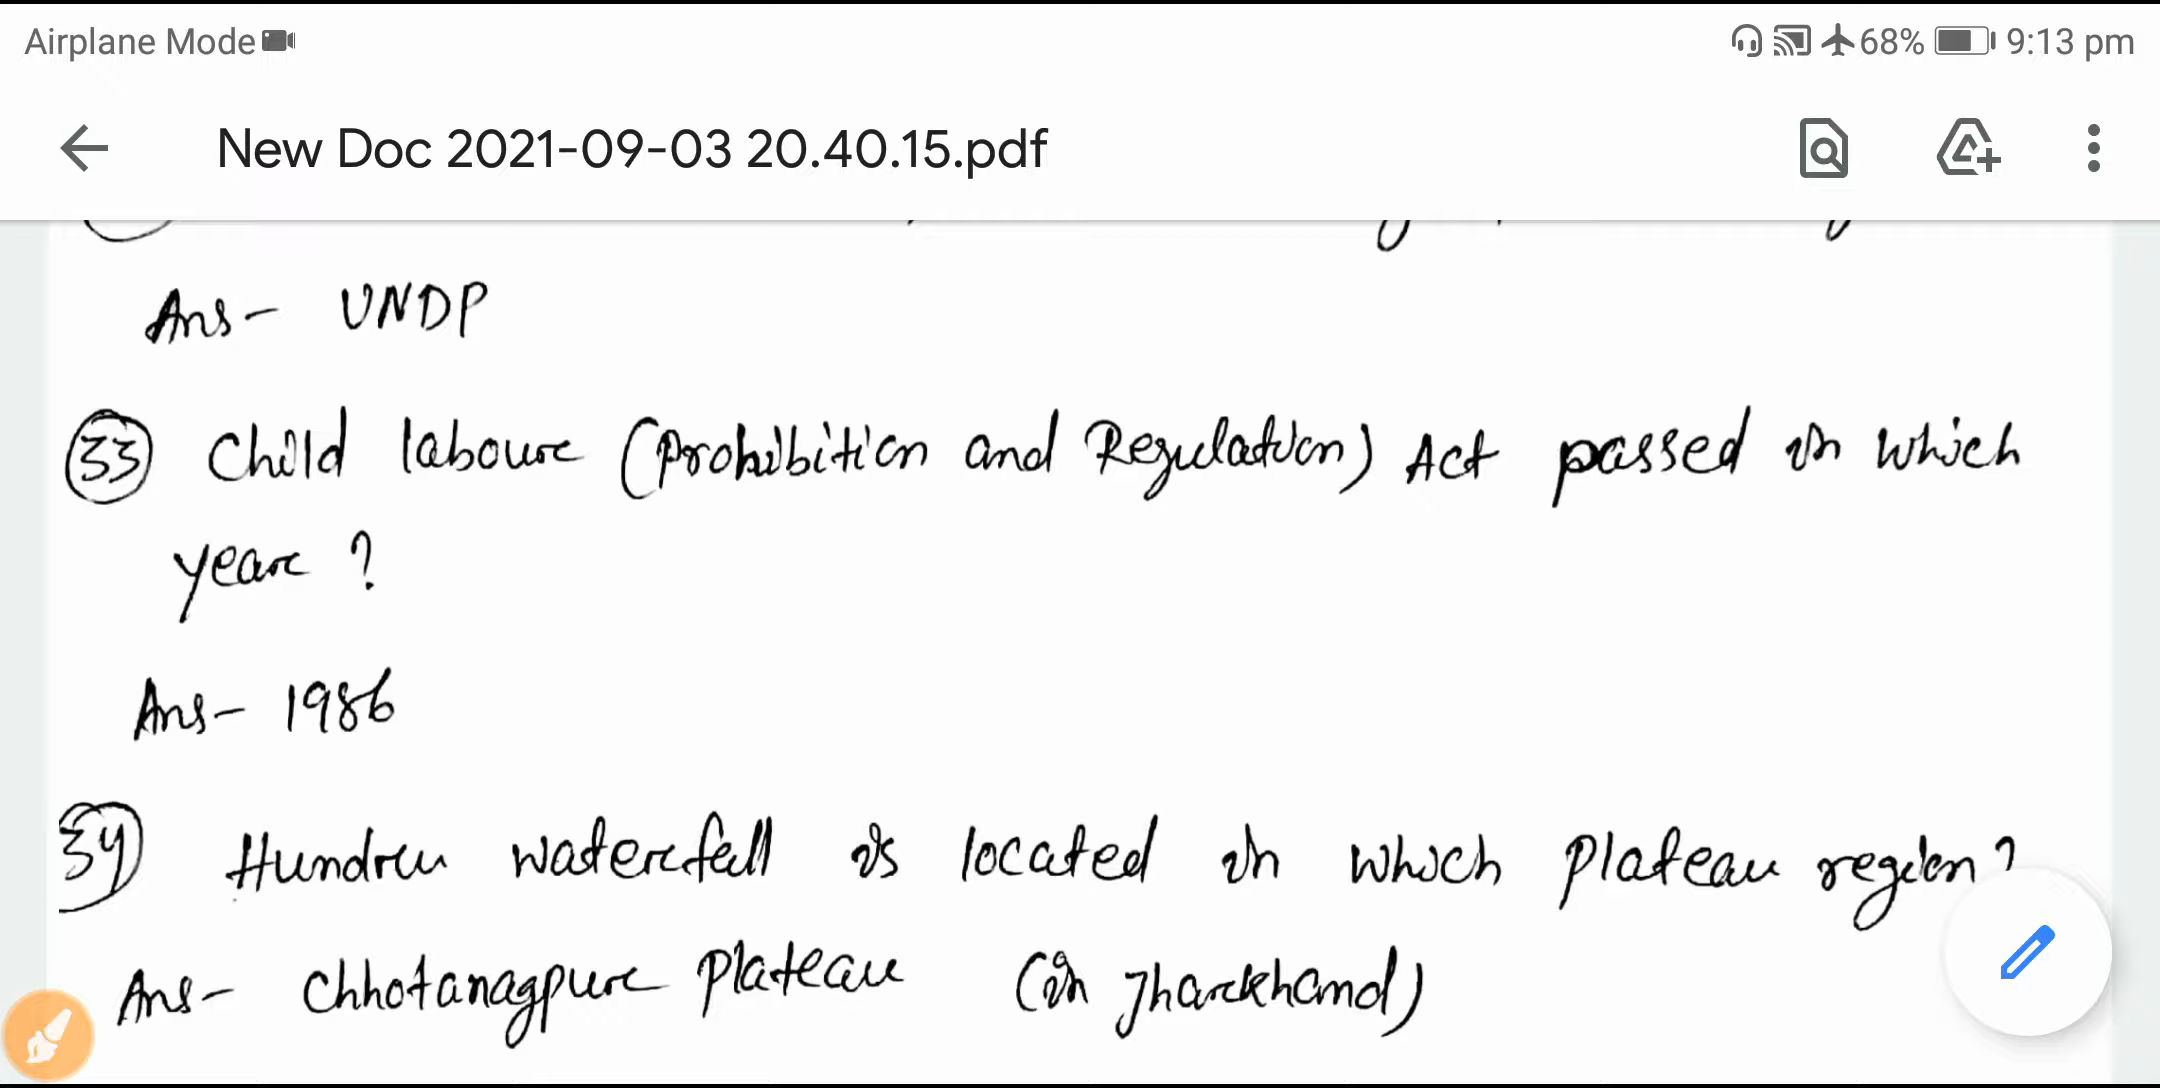 Airplane Mode 68% 9:13 pm
New Doc 2021-09-03 20.40.15.pdf
Ans- UNDP
33 Child labour (Prohibition and Regulation) Act passed in which
year ?
Ans- 1986
34 Hundru waterfall is located in which plateau region?
Ans- Chhotanagpur plateau (in Jharkhand)